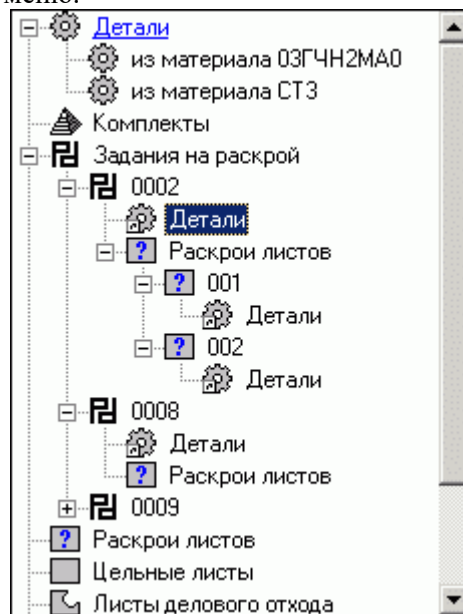 меню.
Детали
из материала 03ГЧН2МА0
из материала СТ3
Комплекты
Задания на раскрой
0002
Детали
? Раскрои листов
? 001
Детали
? 002
Детали
0008
Детали
? Раскрои листов
0009
? Раскрои листов
Цельные листы
Листы делового отхода